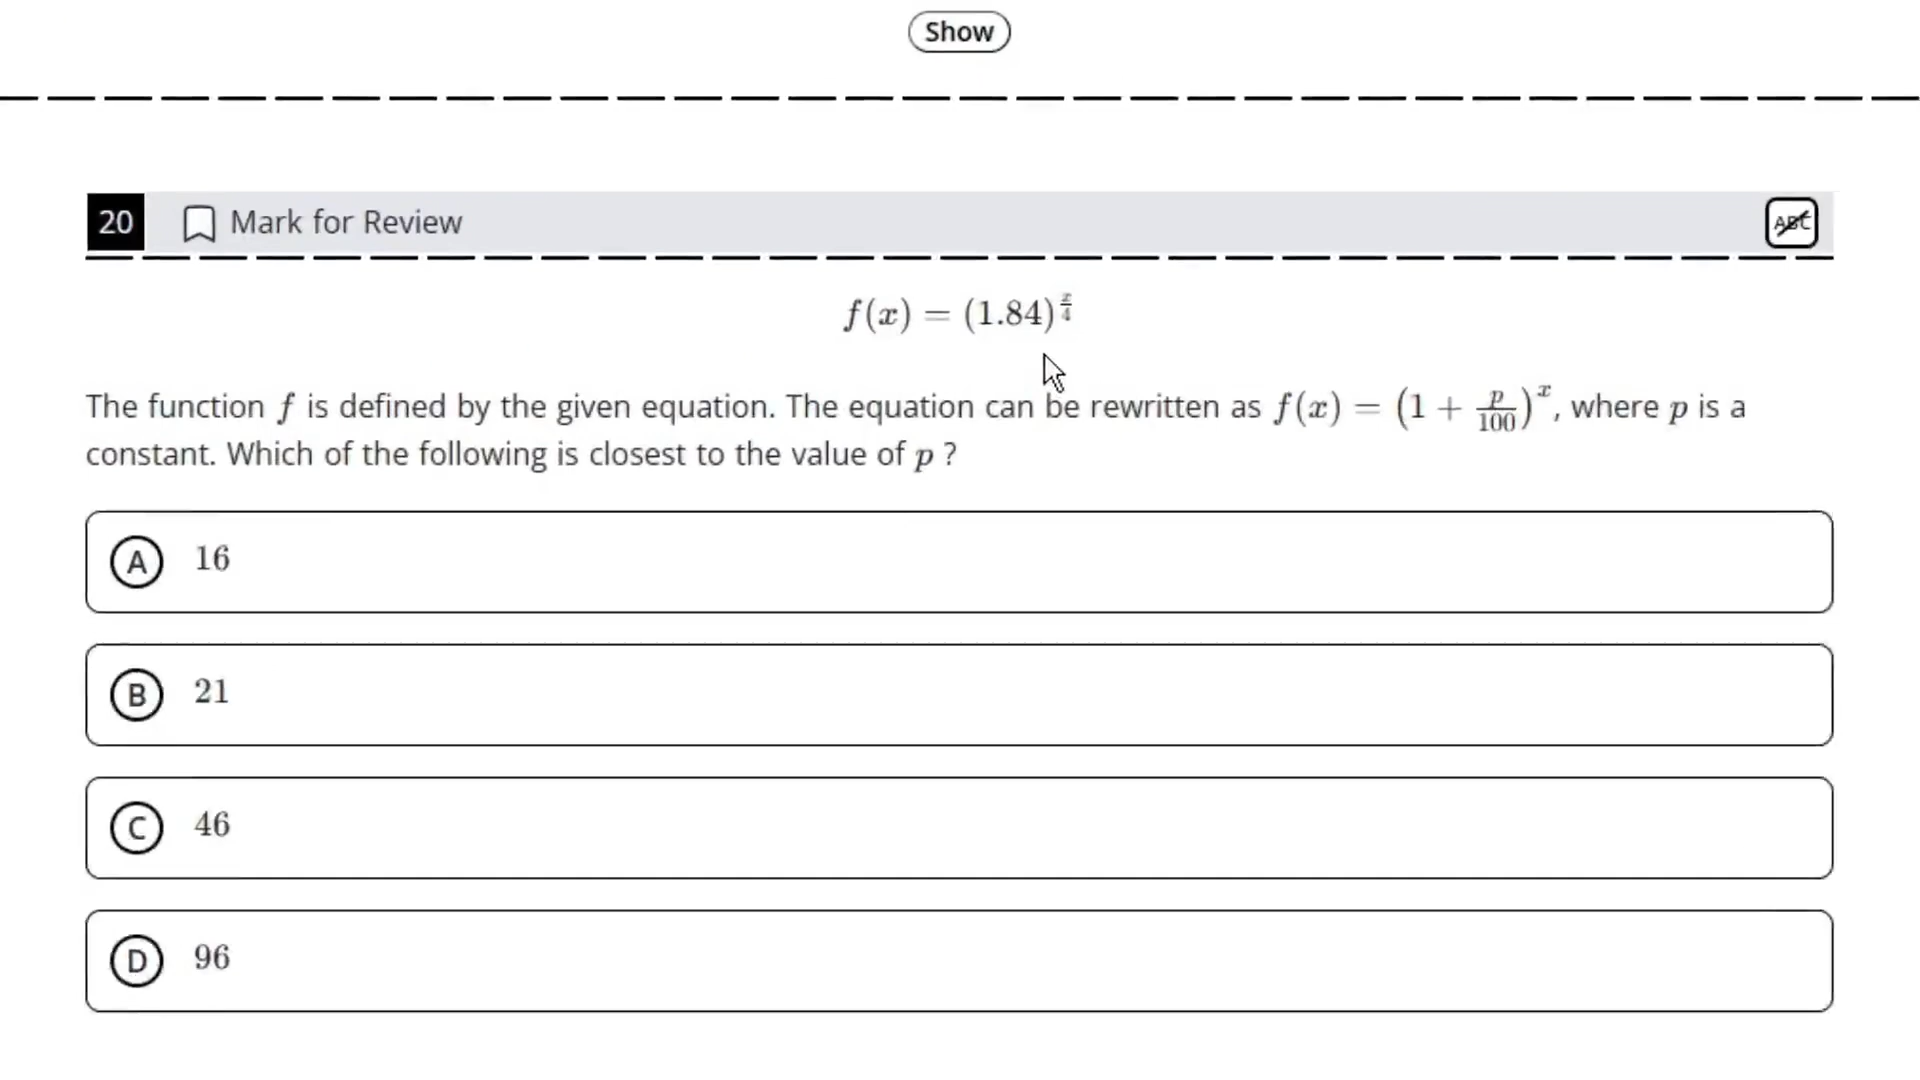 Show
20 Mark for Review ABC
f(x) = (1.84)^{\frac{x}{4}}
The function f is defined by the given equation. The equation can be rewritten as f(x) = (1 + \frac{p}{100})^x, where p is a
constant. Which of the following is closest to the value of p ?
A 16
B 21
C 46
D 96